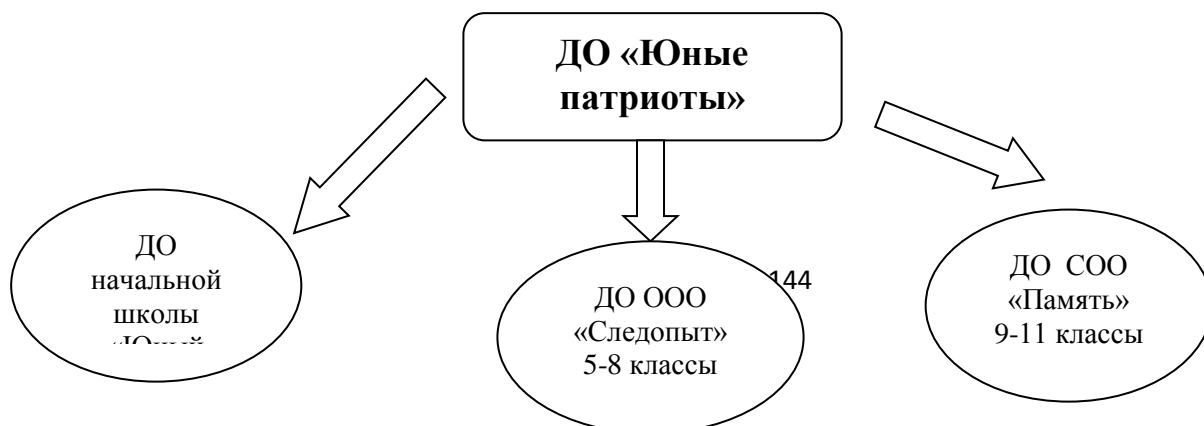 ДО «Юные
патриоты»
ДО
начальной
школы
144
ДО ООО
«Следопыт»
5-8 классы
ДО СОО
«Память»
9-11 классы